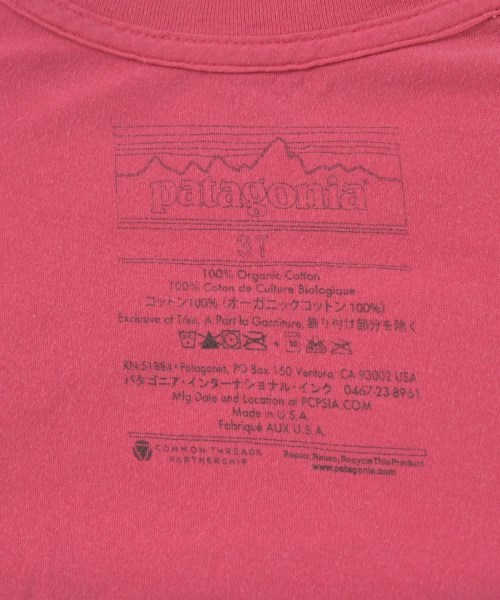 patagonia®
3T
100% Organic Cotton
100% Coton de Culture Biologique
コットン100% (オーガニックコットン 100%)
Exclusive of Trim, A Part la Garniture, 飾り付け部分を除く
RN 51884 • Patagonia, PO Box 150 Ventura, CA 93002 USA
パタゴニア・インターナショナル・インク 0467-23-8961
Mfg. Date and Location at PCPSIA.COM
Made in U.S.A.
Fabriqué AUX U.S.A.
COMMON THREADS
PARTNERSHIP
Repair, Reuse, Recycle This Product
www.patagonia.com